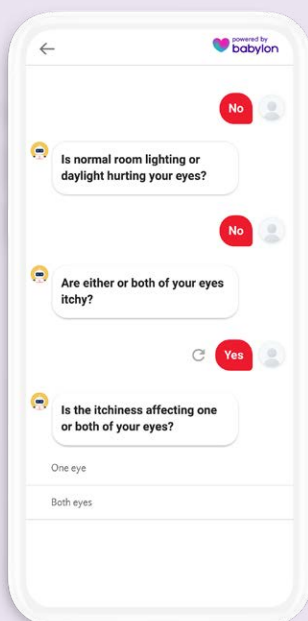 powered by
babylon
No
Is normal room lighting or
daylight hurting your eyes?
No
Are either or both of your eyes
itchy?
Yes
Is the itchiness affecting one
or both of your eyes?
One eye
Both eyes